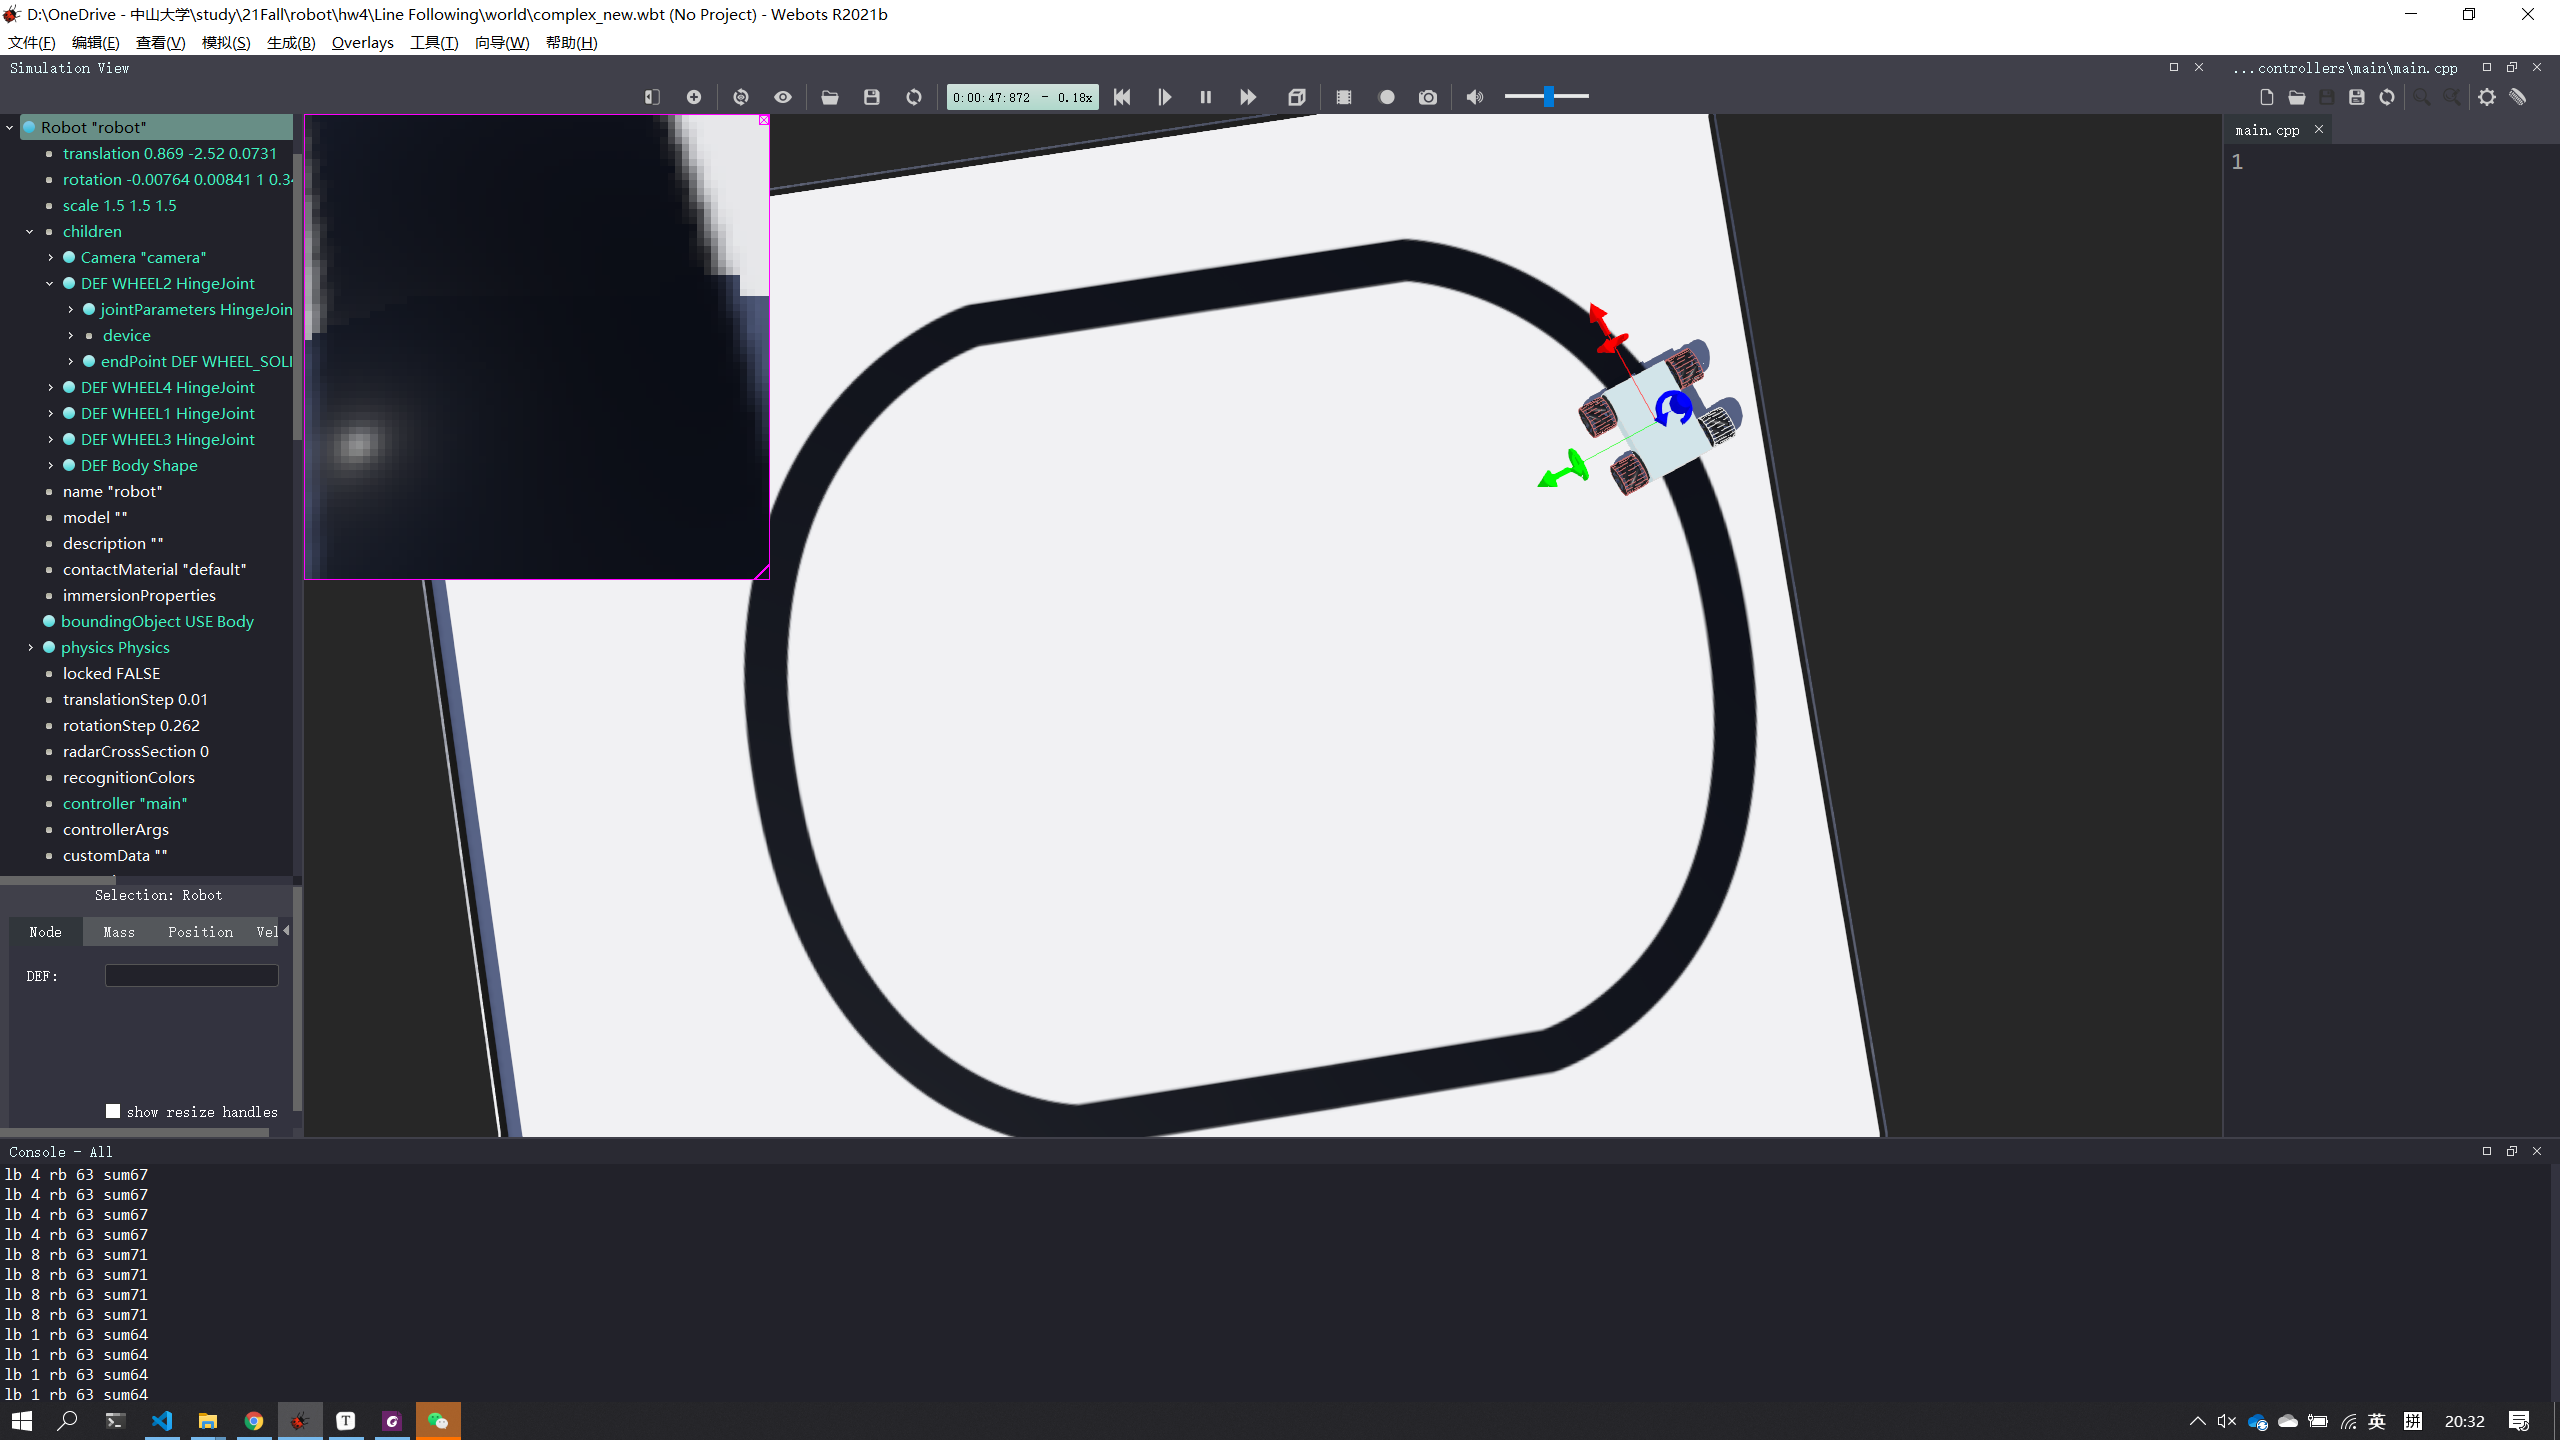 D:\OneDrive - 中山大学\study\21Fall\robot\hw4\Line Following\world\complex_new.wbt (No Project) - Webots R2021b
文件(F) 编辑(E) 查看(V) 模拟(S) 生成(B) Overlays 工具(T) 向导(W) 帮助(H)
Simulation View
...controllers\main\main.cpp
0:00:47:872 - 0.18x
main.cpp
1
Robot "robot"
translation 0.869 -2.52 0.0731
rotation -0.00764 0.00841 1 0.34
scale 1.5 1.5 1.5
children
Camera "camera"
DEF WHEEL2 HingeJoint
jointParameters HingeJoin
device
endPoint DEF WHEEL_SOLI
DEF WHEEL4 HingeJoint
DEF WHEEL1 HingeJoint
DEF WHEEL3 HingeJoint
DEF Body Shape
name "robot"
model ""
description ""
contactMaterial "default"
immersionProperties
boundingObject USE Body
physics Physics
locked FALSE
translationStep 0.01
rotationStep 0.262
radarCrossSection 0
recognitionColors
controller "main"
controllerArgs
customData ""
Selection: Robot
Node Mass Position Vel
DEF:
show resize handles
Console - All
lb 4 rb 63 sum67
lb 4 rb 63 sum67
lb 4 rb 63 sum67
lb 4 rb 63 sum67
lb 8 rb 63 sum71
lb 8 rb 63 sum71
lb 8 rb 63 sum71
lb 8 rb 63 sum71
lb 1 rb 63 sum64
lb 1 rb 63 sum64
lb 1 rb 63 sum64
lb 1 rb 63 sum64
英 拼 20:32